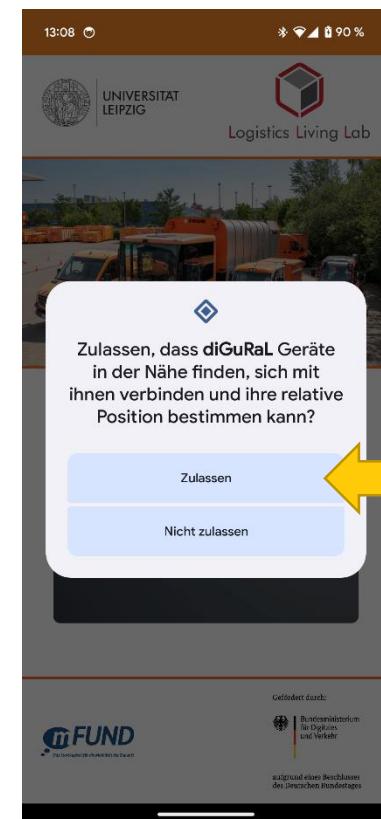 13:08
90 %
UNIVERSITÄT
LEIPZIG
Logistics Living Lab
Zulassen, dass diGuRaL Geräte
in der Nähe finden, sich mit
ihnen verbinden und ihre relative
Position bestimmen kann?
Zulassen
Nicht zulassen
Gefördert durch:
Bundesministerium
für Digitales
und Verkehr
mFUND
aufgrund eines Beschlusses
des Deutschen Bundestages